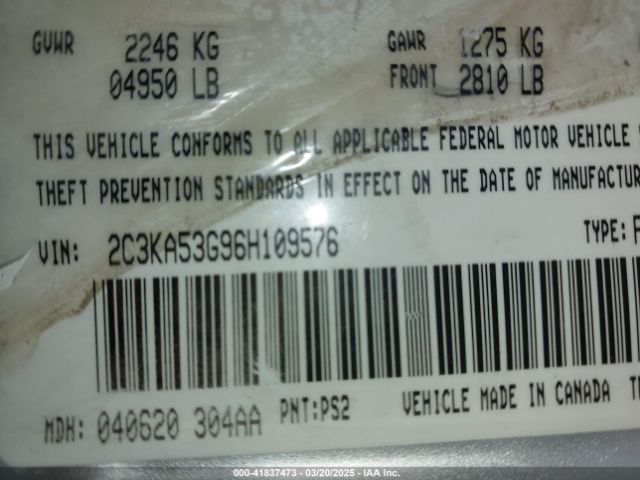 GVWR 2246 KG GAWR 1275 KG
04950 LB FRONT 2810 LB
THIS VEHICLE CONFORMS TO ALL APPLICABLE FEDERAL MOTOR VEHICLE
THEFT PREVENTION STANDARDS IN EFFECT ON THE DATE OF MANUFACTUR
VIN: 2C3KA53G96H109576 TYPE:
MDH: 040620 304AA PNT:PS2 VEHICLE MADE IN CANADA
000-41837473 — 03/20/2025 — IAA Inc.